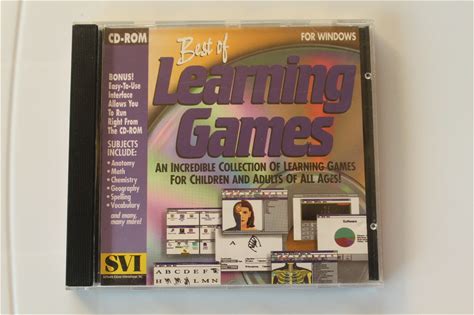 CD-ROM
BONUS!
Easy-To-Use
Interface
Allows You
To Run
Right From
The CD-ROM
SUBJECTS
INCLUDE:
• Anatomy
• Math
• Chemistry
• Geography
• Spelling
• Vocabulary
and many,
many more!
SVI
FOR WINDOWS
Best of
Learning
Games
AN INCREDIBLE COLLECTION OF LEARNING GAMES
FOR CHILDREN AND ADULTS OF ALL AGES!
A B C D E F
H I L M N